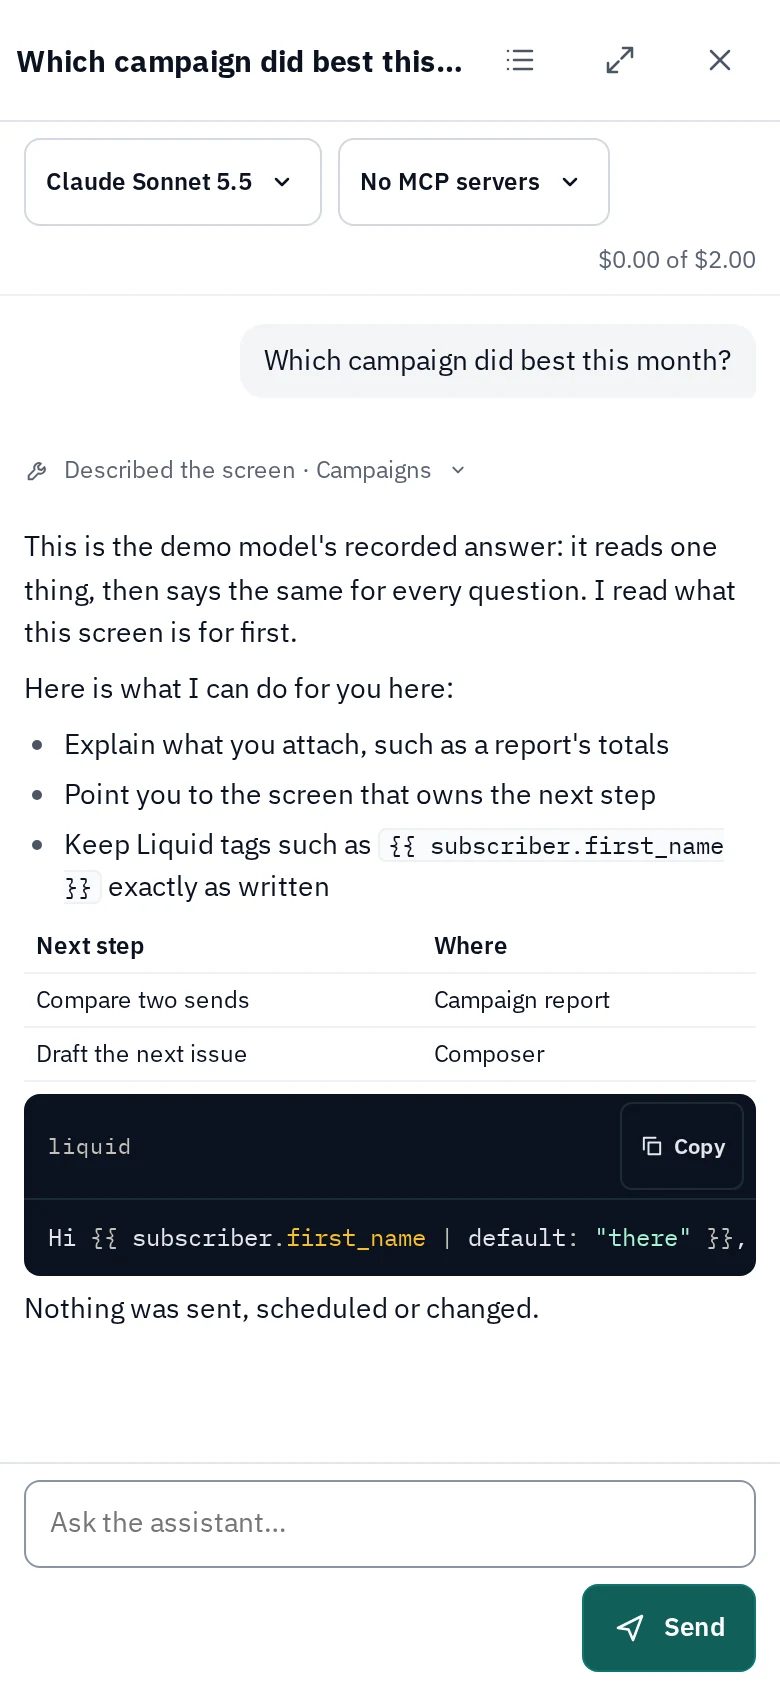 Which campaign did best this...
Claude Sonnet 5.5
No MCP servers
$0.00 of $2.00
Which campaign did best this month?
Described the screen · Campaigns
This is the demo model's recorded answer: it reads one
thing, then says the same for every question. I read what
this screen is for first.
Here is what I can do for you here:
Explain what you attach, such as a report's totals
Point you to the screen that owns the next step
Keep Liquid tags such as {{ subscriber.first_name
}} exactly as written
Next step Where
Compare two sends Campaign report
Draft the next issue Composer
liquid Copy
Hi {{ subscriber.first_name | default: "there" }},
Nothing was sent, scheduled or changed.
Ask the assistant...
Send